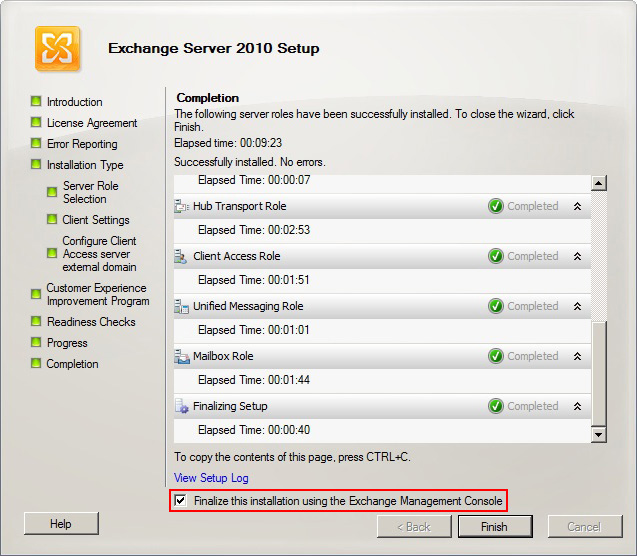 Exchange Server 2010 Setup
Introduction
License Agreement
Error Reporting
Installation Type
Server Role
Selection
Client Settings
Configure Client
Access server
external domain
Customer Experience
Improvement Program
Readiness Checks
Progress
Completion
Completion
The following server roles have been successfully installed. To close the wizard, click
Finish.
Elapsed time: 00:09:23
Successfully installed. No errors.
Elapsed Time: 00:00:07
Hub Transport Role Completed
Elapsed Time: 00:02:53
Client Access Role Completed
Elapsed Time: 00:01:51
Unified Messaging Role Completed
Elapsed Time: 00:01:01
Mailbox Role Completed
Elapsed Time: 00:01:44
Finalizing Setup Completed
Elapsed Time: 00:00:40
To copy the contents of this page, press CTRL+C.
View Setup Log
Finalize this installation using the Exchange Management Console
Help < Back Finish Cancel